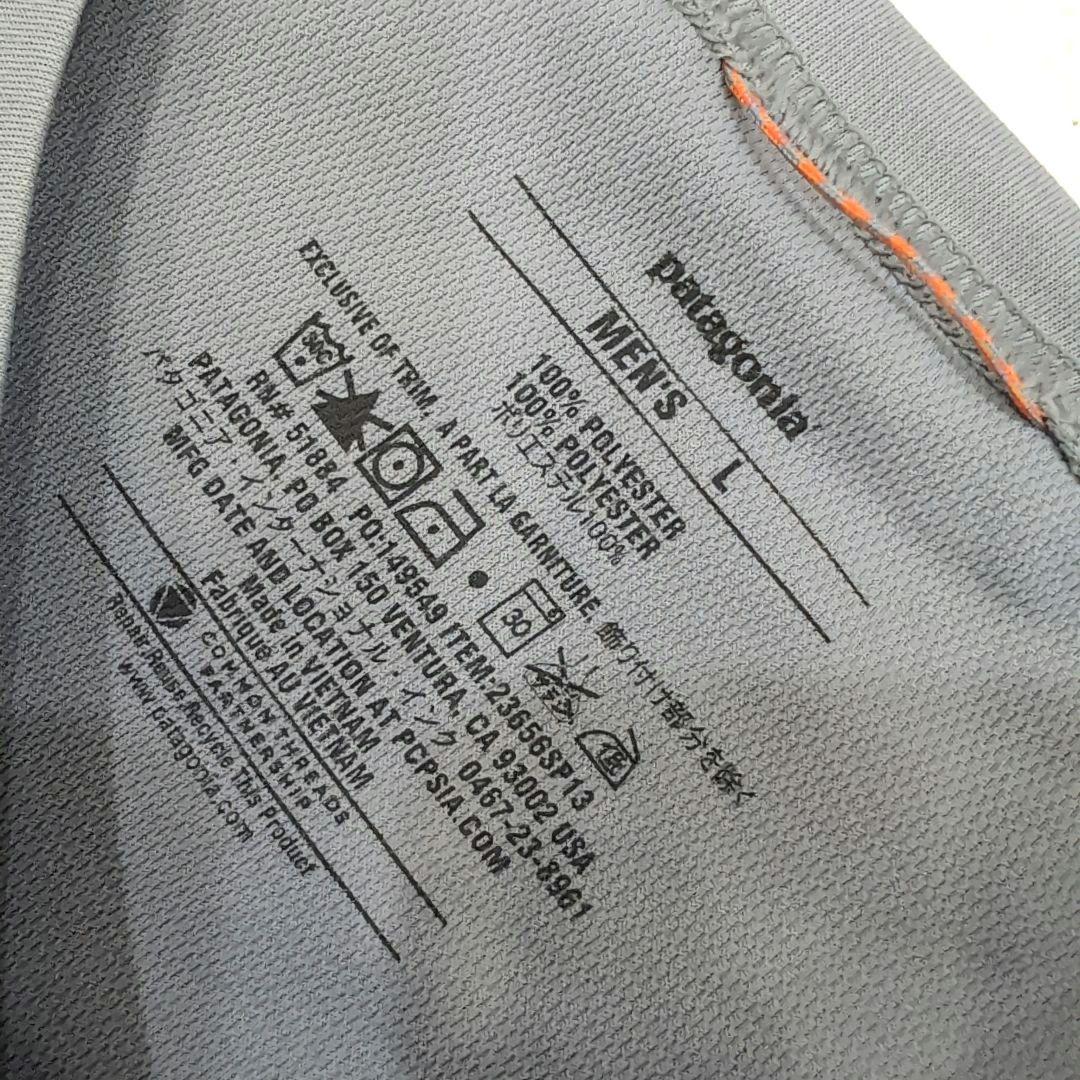 patagonia
MEN'S L
100% POLYESTER
100% POLYESTER
ポリエステル100%
EXCLUSIVE OF TRIM. A PART LA GARNITURE. 飾り付け部分を除く
30C
30
RN# 51884 PO:149549 ITEM:23656SP13
PATAGONIA, PO BOX 150 VENTURA, CA 93002 USA
パタゴニア・インターナショナル インク 0467-23-8961
MFG DATE AND LOCATION AT PCPSIA.COM
Made in VIETNAM
Fabrique AU VIETNAM
COMMON THREADS
PARTNERSHIP
Repair Reuse Recycle This Product
www.patagonia.com